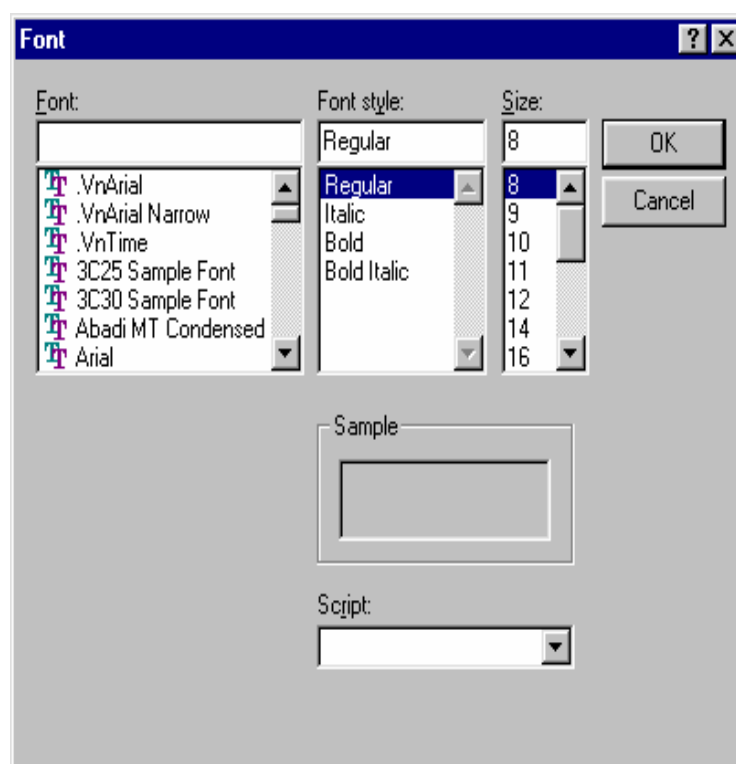 Font
Font:
.VnArial
.VnArial Narrow
.VnTime
3C25 Sample Font
3C30 Sample Font
Abadi MT Condensed
Arial
Font style:
Regular
Regular
Italic
Bold
Bold Italic
Size:
8
8
9
10
11
12
14
16
OK
Cancel
Sample
Script: